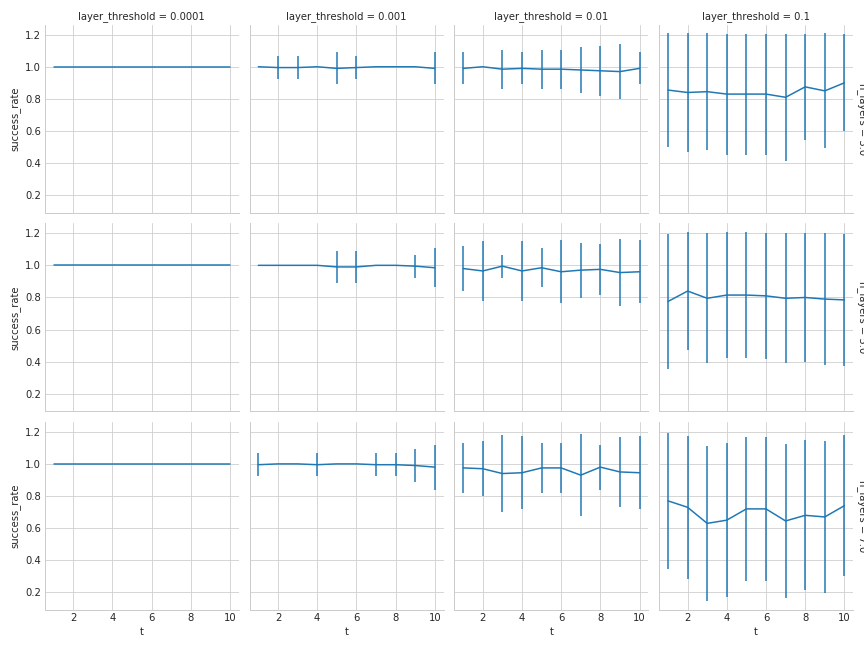 layer_threshold = 0.0001
layer_threshold = 0.001
layer_threshold = 0.01
layer_threshold = 0.1
success_rate
1.2
1.0
0.8
0.6
0.4
0.2
success_rate
1.2
1.0
0.8
0.6
0.4
0.2
success_rate
1.2
1.0
0.8
0.6
0.4
0.2
2 4 6 8 10
2 4 6 8 10
2 4 6 8 10
2 4 6 8 10
t
t
t
t